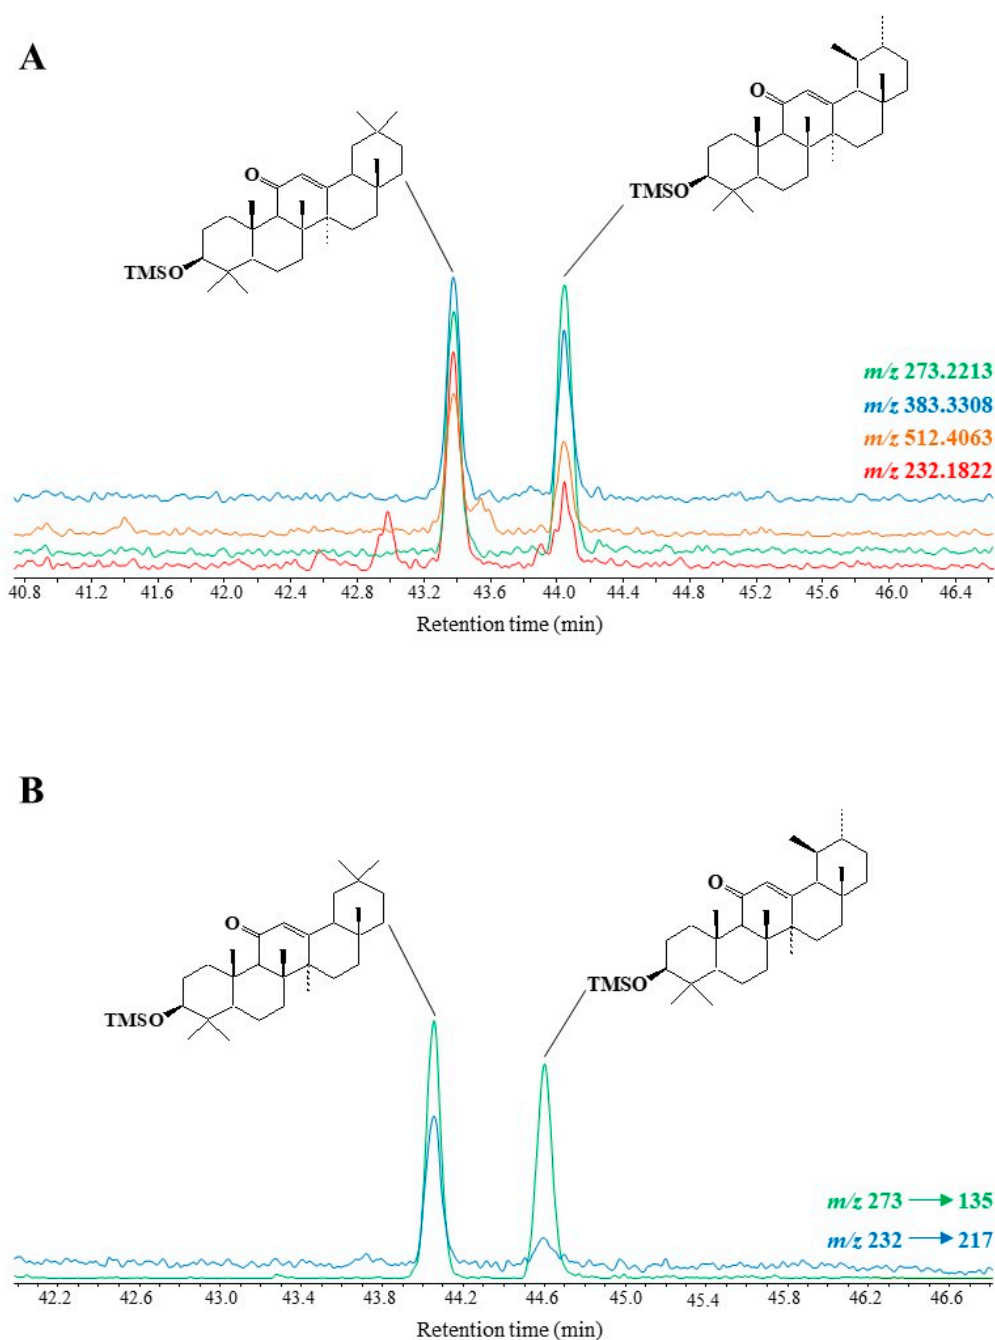 A
O
TMSO
O
TMSO
m/z 273.2213
m/z 383.3308
m/z 512.4063
m/z 232.1822
40.8 41.2 41.6 42.0 42.4 42.8 43.2 43.6 44.0 44.4 44.8 45.2 45.6 46.0 46.4
Retention time (min)
B
O
TMSO
O
TMSO
m/z 273 → 135
m/z 232 → 217
42.2 42.6 43.0 43.4 43.8 44.2 44.6 45.0 45.4 45.8 46.2 46.6
Retention time (min)